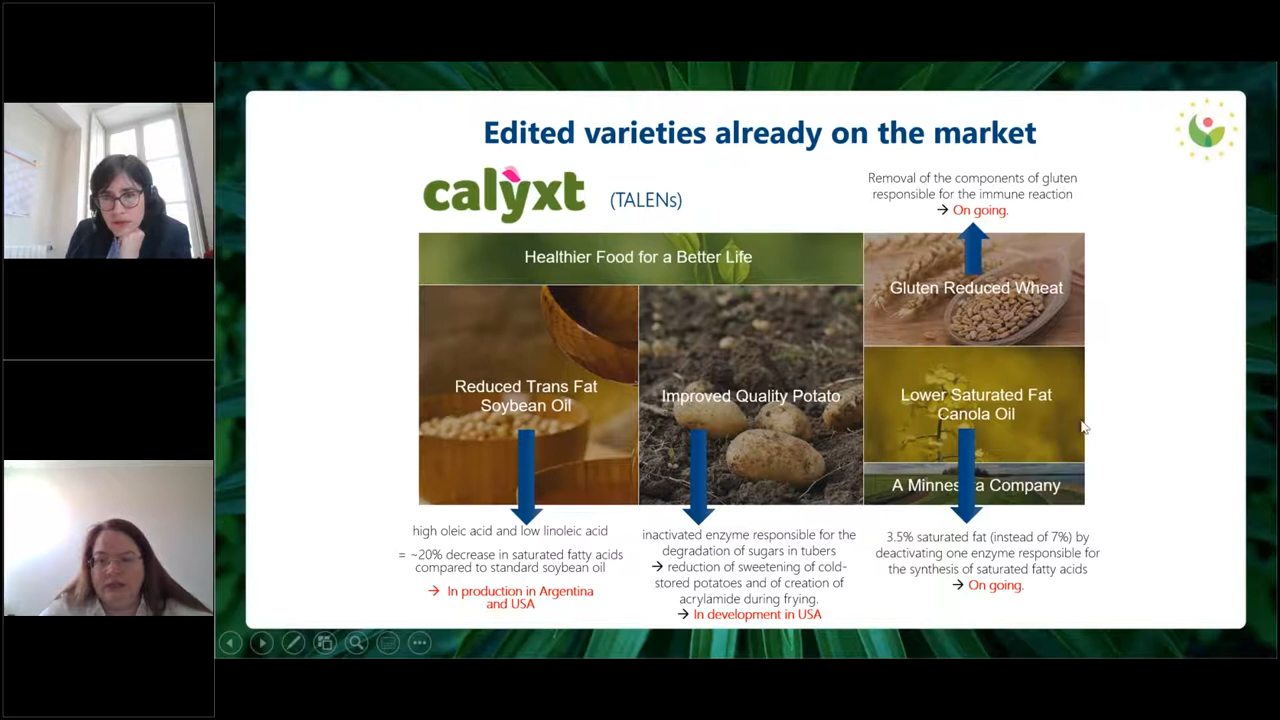 Edited varieties already on the market
calyxt
(TALENs)
Removal of the components of gluten
responsible for the immune reaction
→ On going.
Healthier Food for a Better Life
Gluten Reduced Wheat
Reduced Trans Fat
Soybean Oil
Improved Quality Potato
Lower Saturated Fat
Canola Oil
A Minnes a Company
high oleic acid and low linoleic acid
= ~20% decrease in saturated fatty acids
compared to standard soybean oil
→ In production in Argentina
and USA
inactivated enzyme responsible for the
degradation of sugars in tubers
→ reduction of sweetening of cold-
stored potatoes and of creation of
acrylamide during frying.
→ In development in USA
3.5% saturated fat (instead of 7%) by
deactivating one enzyme responsible for
the synthesis of saturated fatty acids
→ On going.